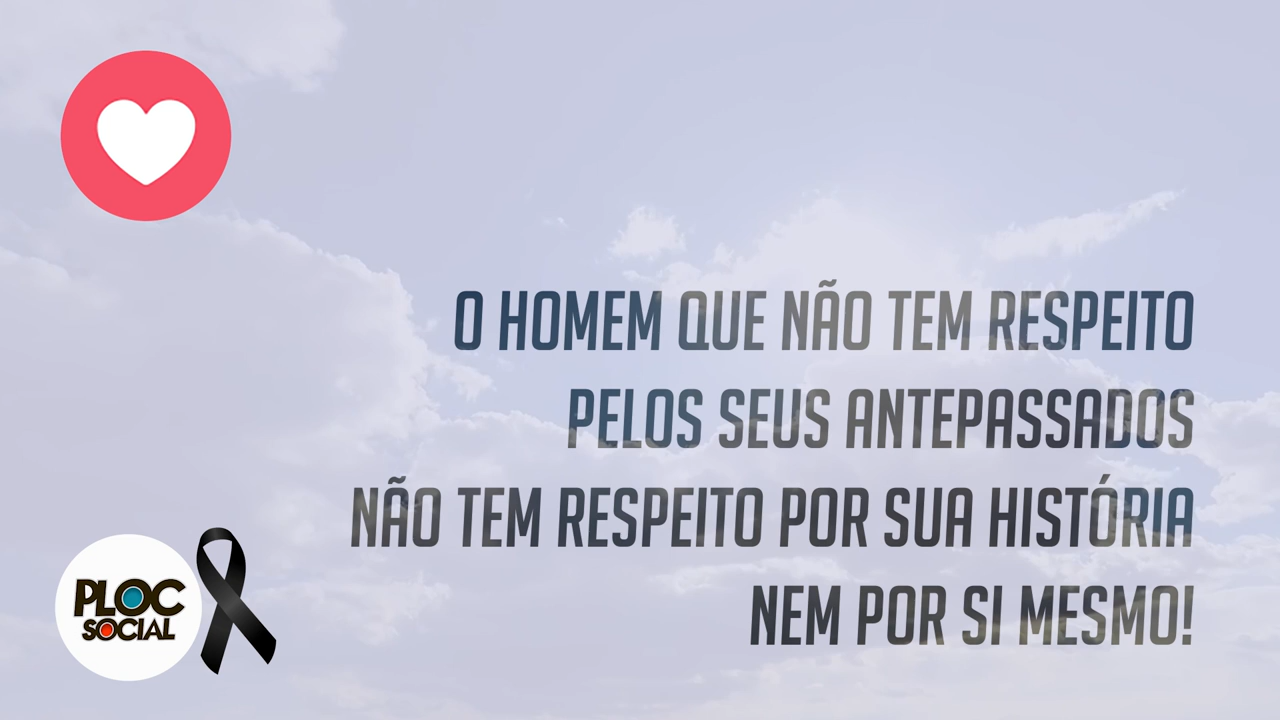 O HOMEM QUE NÃO TEM RESPEITO
PELOS SEUS ANTEPASSADOS
NÃO TEM RESPEITO POR SUA HISTÓRIA
NEM POR SI MESMO!
PLOC
SOCIAL